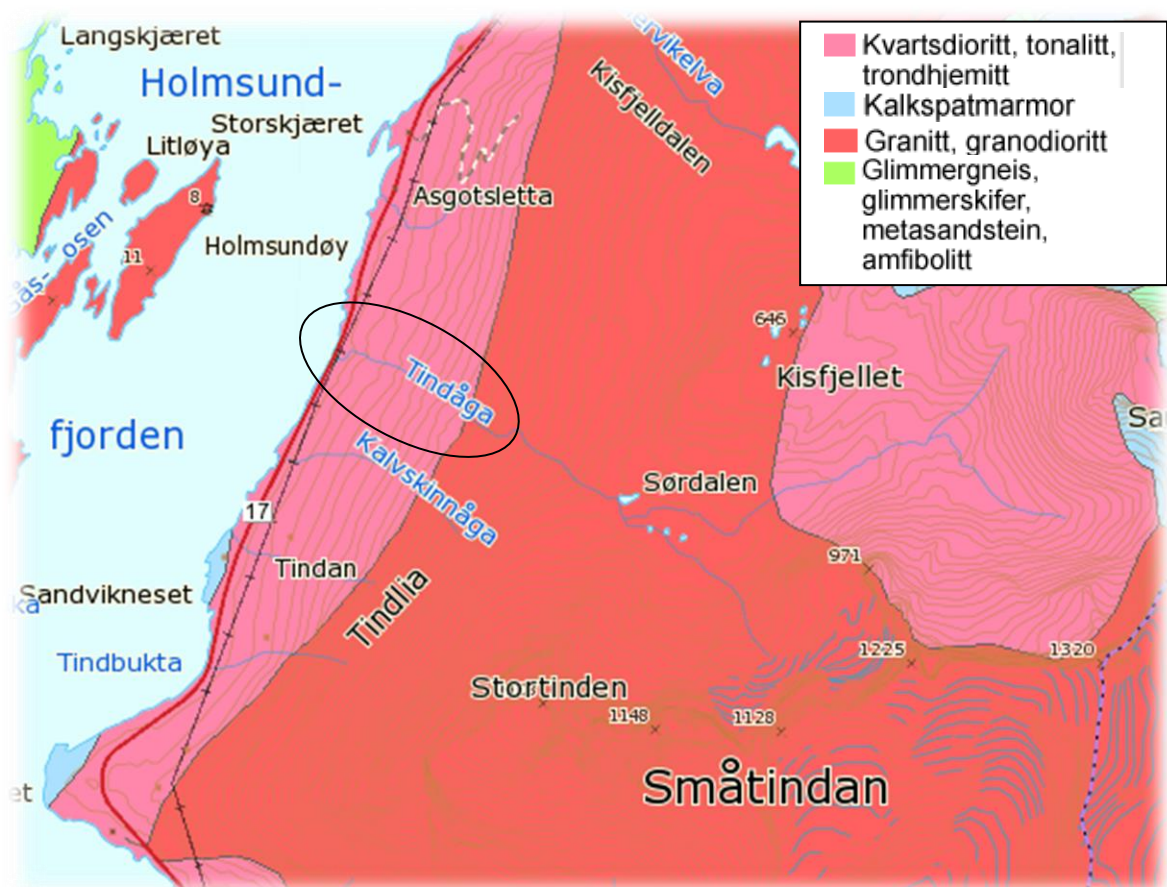 Langskjæret
Holmsund-
Storskjæret
Litløya
8
Holmsundøy
11
osen
fjorden
Kisfjelldalen
Asgotsletta
Tindåga
Kalvskinnåga
646
Kisfjellet
Sørdalen
17
Tindan
Sandvikneset
Tindlia
Tindbukta
971
1225
1320
Stortinden
1148
1128
Småtindan
Kvartsdioritt, tonalitt,
trondhjemitt
Kalkspatmarmor
Granitt, granodioritt
Glimmergneis,
glimmerskifer,
metasandstein,
amfibolitt